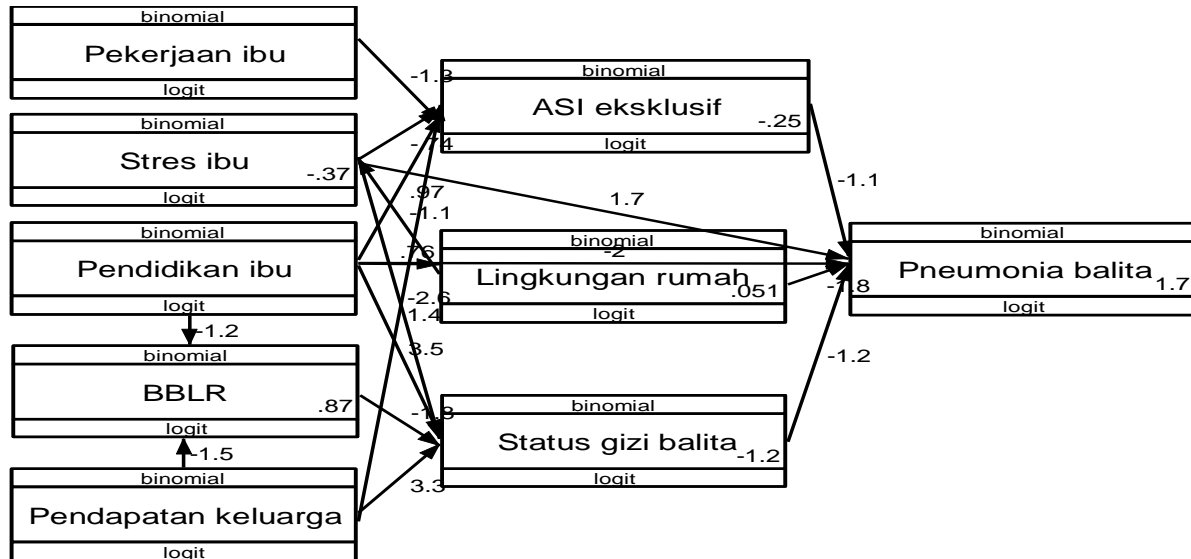 binomial
Pekerjaan ibu
logit
binomial
Stres ibu
-.37
logit
binomial
Pendidikan ibu
logit
-1.2
binomial
BBLR
.87
logit
-1.5
binomial
Pendapatan keluarga
logit
-1.3
-.74
.97
-1.1
.76
-2.6
1.4
3.5
-1.8
3.3
binomial
ASI eksklusif
-.25
logit
1.7
binomial
-2
Lingkungan rumah
.051
logit
binomial
Status gizi balita
-1.2
logit
-1.1
-1.8
-1.2
binomial
Pneumonia balita
1.7
logit